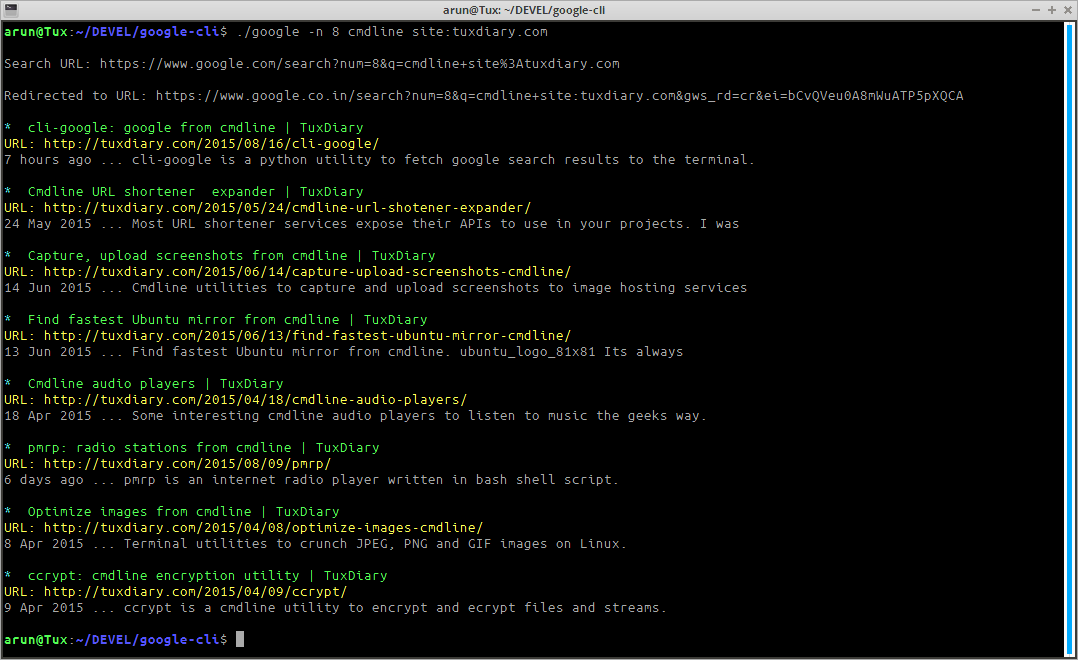 arun@Tux: ~/DEVEL/google-cli
arun@Tux:~/DEVEL/google-cli$ ./google -n 8 cmdline site:tuxdiary.com
Search URL: https://www.google.com/search?num=8&q=cmdline+site%3Atuxdiary.com
Redirected to URL: https://www.google.co.in/search?num=8&q=cmdline+site:tuxdiary.com&gws_rd=cr&ei=bCvQVeu0A8mWuATP5pXQCA
*  cli-google: google from cmdline | TuxDiary
URL: http://tuxdiary.com/2015/08/16/cli-google/
7 hours ago ... cli-google is a python utility to fetch google search results to the terminal.
*  Cmdline URL shortener  expander | TuxDiary
URL: http://tuxdiary.com/2015/05/24/cmdline-url-shotener-expander/
24 May 2015 ... Most URL shortener services expose their APIs to use in your projects. I was
*  Capture, upload screenshots from cmdline | TuxDiary
URL: http://tuxdiary.com/2015/06/14/capture-upload-screenshots-cmdline/
14 Jun 2015 ... Cmdline utilities to capture and upload screenshots to image hosting services
*  Find fastest Ubuntu mirror from cmdline | TuxDiary
URL: http://tuxdiary.com/2015/06/13/find-fastest-ubuntu-mirror-cmdline/
13 Jun 2015 ... Find fastest Ubuntu mirror from cmdline. ubuntu_logo_81x81 Its always
*  Cmdline audio players | TuxDiary
URL: http://tuxdiary.com/2015/04/18/cmdline-audio-players/
18 Apr 2015 ... Some interesting cmdline audio players to listen to music the geeks way.
*  pmrp: radio stations from cmdline | TuxDiary
URL: http://tuxdiary.com/2015/08/09/pmrp/
6 days ago ... pmrp is an internet radio player written in bash shell script.
*  Optimize images from cmdline | TuxDiary
URL: http://tuxdiary.com/2015/04/08/optimize-images-cmdline/
8 Apr 2015 ... Terminal utilities to crunch JPEG, PNG and GIF images on Linux.
*  ccrypt: cmdline encryption utility | TuxDiary
URL: http://tuxdiary.com/2015/04/09/ccrypt/
9 Apr 2015 ... ccrypt is a cmdline utility to encrypt and ecrypt files and streams.
arun@Tux:~/DEVEL/google-cli$